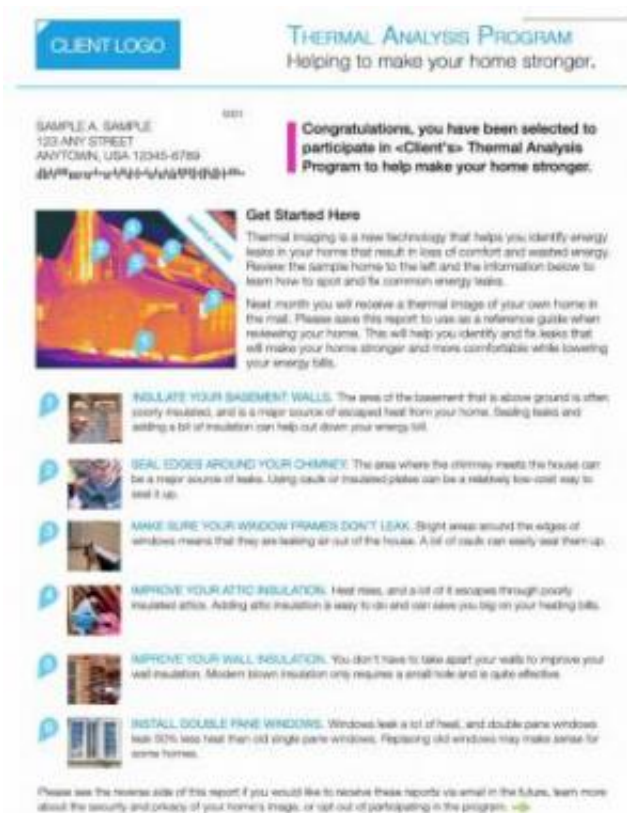 CLIENT LOGO
THERMAL ANALYSIS PROGRAM
Helping to make your home stronger.
SAMPLE A. SAMPLE
123 ANY STREET
ANYTOWN, USA 12345-6789
Congratulations, you have been selected to
participate in <Client's> Thermal Analysis
Program to help make your home stronger.
Get Started Here
Thermal Imaging is a new technology that helps you identify energy
leaks in your home that result in loss of comfort and wasted energy.
Review the sample home to the left and the information below to
learn how to spot and fix common energy leaks.
Next month you will receive a thermal image of your own home in
the mail. Please save this report to use as a reference guide when
reviewing your home. This will help you identify and fix leaks that
will make your home stronger and more comfortable while lowering
your energy bills.
1 INSULATE YOUR BASEMENT WALLS. The area of the basement that is above ground is often
poorly insulated, and is a major source of escaped heat from your home. Sealing leaks and
adding a bit of insulation can help cut down your energy bill.
2 SEAL EDGES AROUND YOUR CHIMNEY. The area where the chimney meets the house can
be a major source of leaks. Using caulk or insulated plates can be a relatively low-cost way to
seal it up.
3 MAKE SURE YOUR WINDOW FRAMES DON'T LEAK. Bright areas around the edges of
windows means that they are leaking air out of the house. A bit of caulk can easily seal them up.
4 IMPROVE YOUR ATTIC INSULATION. Heat rises, and a lot of it escapes through poorly
insulated attics. Adding attic insulation is easy to do and can save you big on your heating bills.
5 IMPROVE YOUR WALL INSULATION. You don't have to take apart your walls to improve your
wall insulation. Modern blown insulation only requires a small hole and is quite effective.
6 INSTALL DOUBLE PANE WINDOWS. Windows leak a lot of heat, and double pane windows
leak 50% less heat than old single pane windows. Replacing old windows may make sense for
some homes.
Please see the reverse side of this report if you would like to receive these reports via email in the future, learn more
about the security and privacy of your home's image, or opt out of participating in the program.